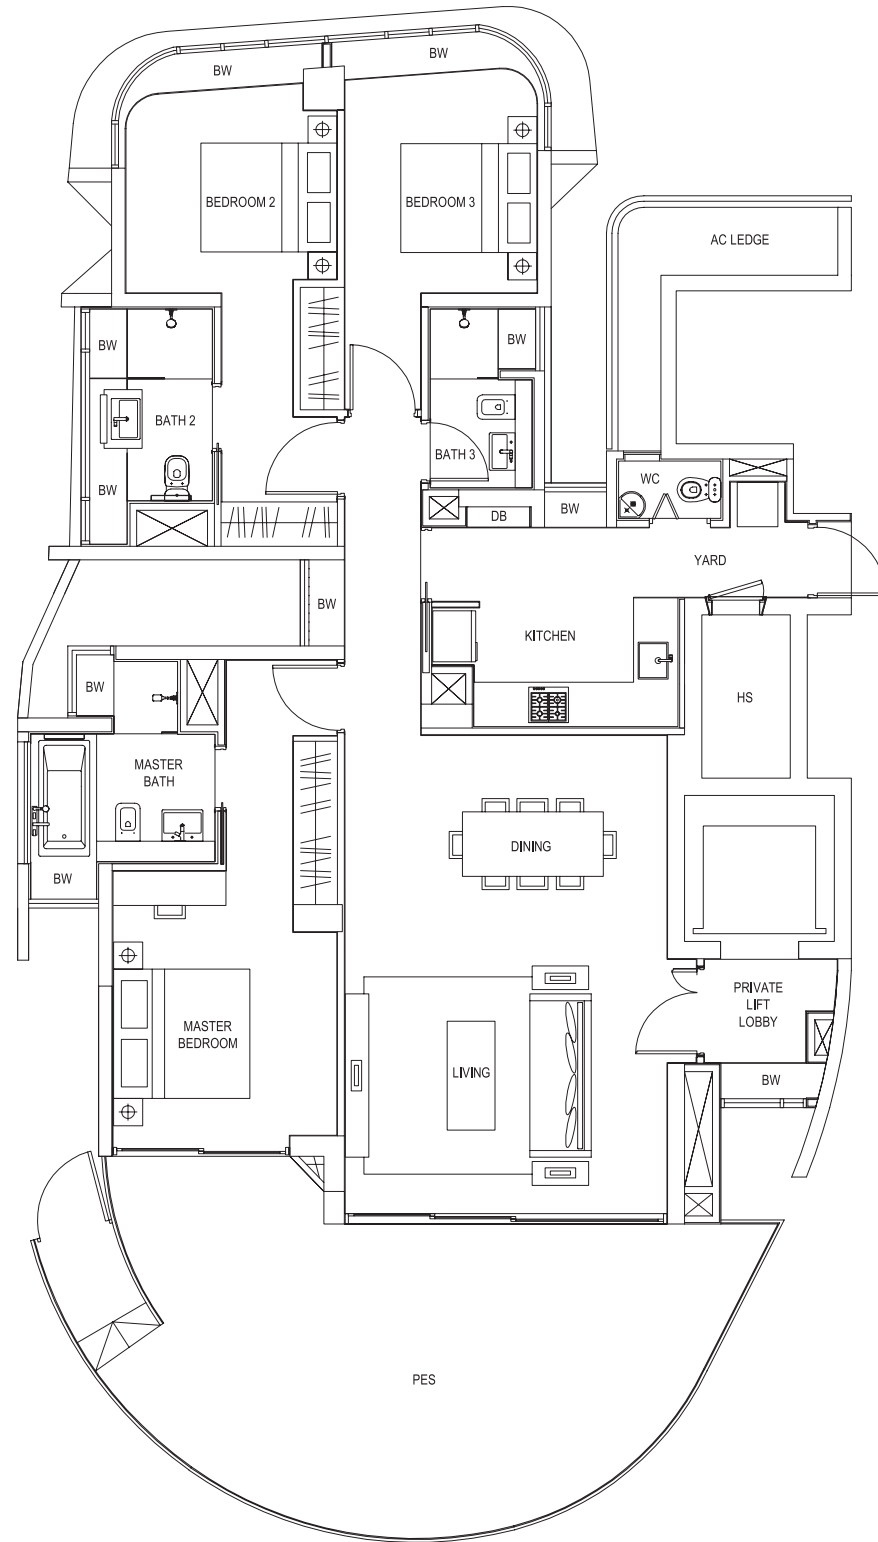 BW
BW
BEDROOM 2
BEDROOM 3
AC LEDGE
BW
BW
BATH 2
BATH 3
WC
BW
DB
BW
YARD
BW
KITCHEN
BW
HS
MASTER
BATH
DINING
BW
PRIVATE
LIFT
LOBBY
MASTER
BEDROOM
LIVING
BW
PES